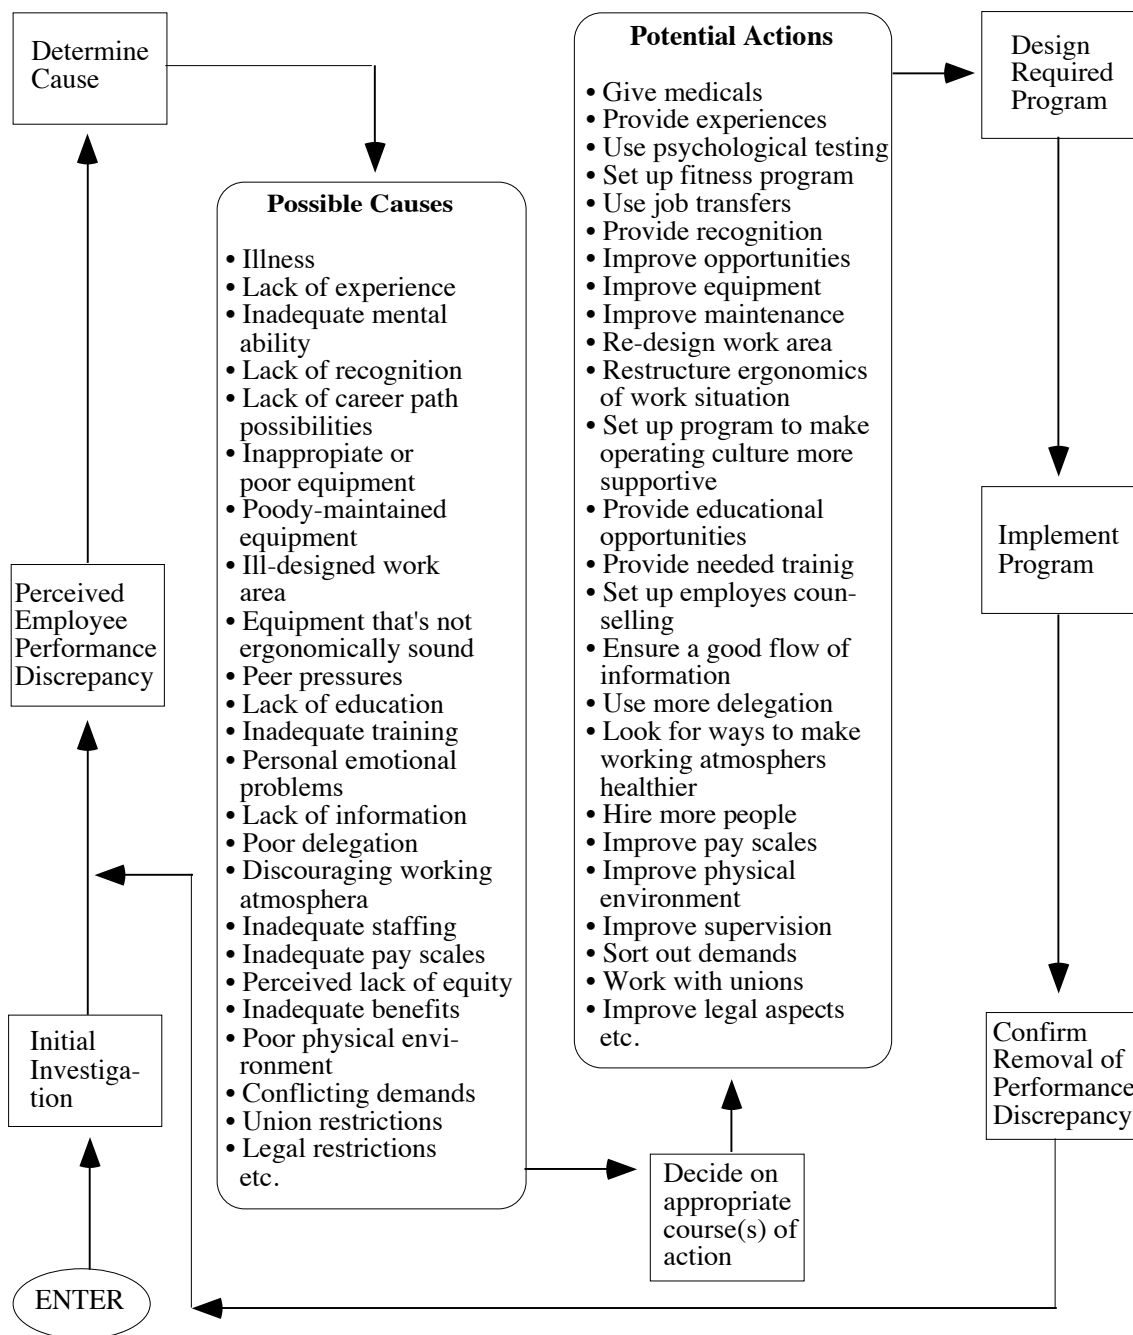 Determine
Cause
Possible Causes
• Illness
• Lack of experience
• Inadequate mental
ability
• Lack of recognition
• Lack of career path
possibilities
• Inappropiate or
poor equipment
• Poody-maintained
equipment
• Ill-designed work
area
• Equipment that's not
ergonomically sound
• Peer pressures
• Lack of education
• Inadequate training
• Personal emotional
problems
• Lack of information
• Poor delegation
• Discouraging working
atmosphera
• Inadequate staffing
• Inadequate pay scales
• Perceived lack of equity
• Inadequate benefits
• Poor physical envi-
ronment
• Conflicting demands
• Union restrictions
• Legal restrictions
etc.
Potential Actions
• Give medicals
• Provide experiences
• Use psychological testing
• Set up fitness program
• Use job transfers
• Provide recognition
• Improve opportunities
• Improve equipment
• Improve maintenance
• Re-design work area
• Restructure ergonomics
of work situation
• Set up program to make
operating culture more
supportive
• Provide educational
opportunities
• Provide needed trainig
• Set up employes coun-
selling
• Ensure a good flow of
information
• Use more delegation
• Look for ways to make
working atmosphers
healthier
• Hire more people
• Improve pay scales
• Improve physical
environment
• Improve supervision
• Sort out demands
• Work with unions
• Improve legal aspects
etc.
Design
Required
Program
Implement
Program
Confirm
Removal of
Performance
Discrepancy
Perceived
Employee
Performance
Discrepancy
Initial
Investiga-
tion
ENTER
Decide on
appropriate
course(s) of
action